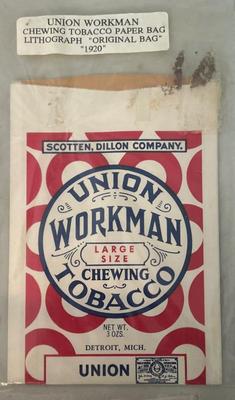 UNION WORKMAN
CHEWING TOBACCO PAPER BAG
LITHOGRAPH "ORIGINAL BAG"
"1920"
SCOTTEN, DILLON COMPANY.
UNION
WORKMAN
LARGE
SIZE
CHEWING
TOBACCO
NET WT.
3 OZS.
DETROIT, MICH.
UNION